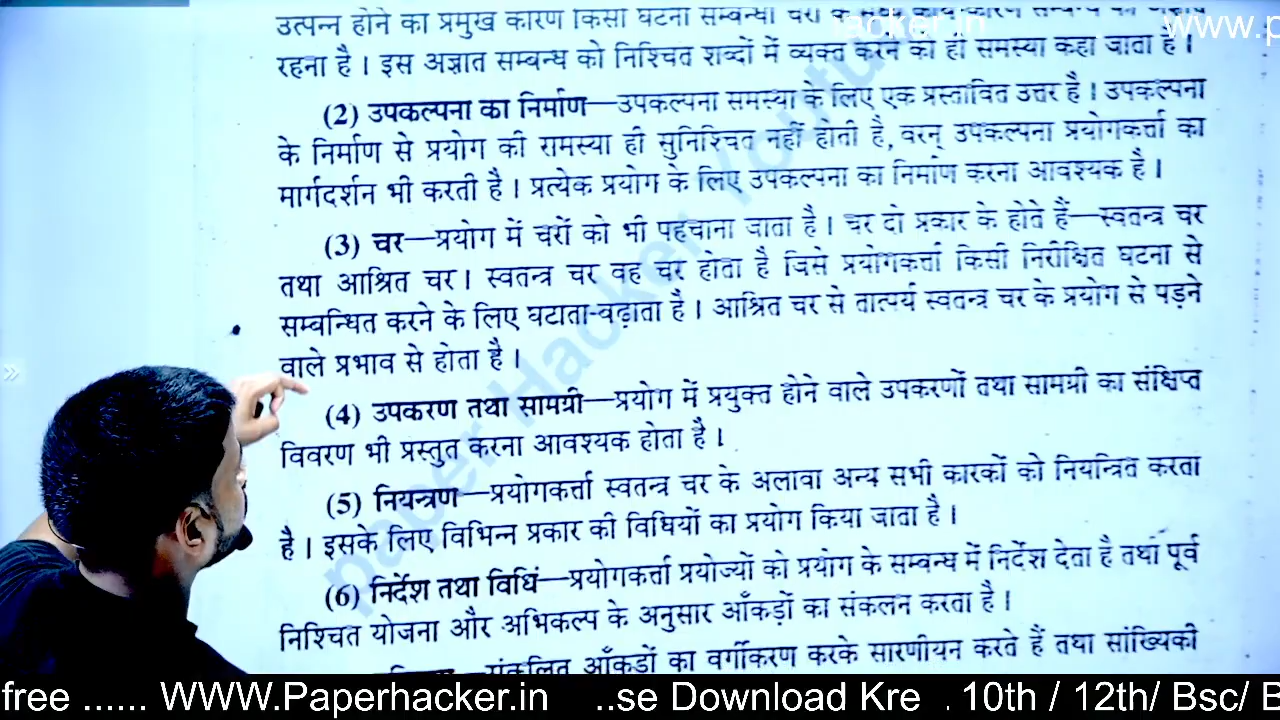 उत्पन्न होने का प्रमुख कारण किसी घटना सम्बन्धी चरों के
hacker.in
www.p
रहना है । इस अज्ञात सम्बन्ध को निश्चित शब्दों में व्यक्त करने को ही समस्या कहा जाता है ।
(2) उपकल्पना का निर्माण—उपकल्पना समस्या के लिए एक प्रस्तावित उत्तर है । उपकल्पना
के निर्माण से प्रयोग की रामस्या ही सुनिश्चित नहीं होती है, वरन् उपकल्पना प्रयोगकर्त्ता का
मार्गदर्शन भी करती है । प्रत्येक प्रयोग के लिए उपकल्पना का निर्माण करना आवश्यक है ।
(3) चर—प्रयोग में चरों को भी पहचाना जाता है । चर दो प्रकार के होते हैं—स्वतन्त्र चर
तथा आश्रित चर । स्वतन्त्र चर वह चर होता है जिसे प्रयोगकर्त्ता किसी निरीक्षित घटना से
सम्बन्धित करने के लिए घटाता-बढ़ाता है । आश्रित चर से तात्पर्य स्वतन्त्र चर के प्रयोग से पड़ने
वाले प्रभाव से होता है ।
(4) उपकरण तथा सामग्री—प्रयोग में प्रयुक्त होने वाले उपकरणों तथा सामग्री का संक्षिप्त
विवरण भी प्रस्तुत करना आवश्यक होता है ।
(5) नियन्त्रण—प्रयोगकर्त्ता स्वतन्त्र चर के अलावा अन्य सभी कारकों को नियन्त्रित करता
है । इसके लिए विभिन्न प्रकार की विधियों का प्रयोग किया जाता है ।
(6) निर्देश तथा विधि—प्रयोगकर्त्ता प्रयोज्यों को प्रयोग के सम्बन्ध में निर्देश देता है तथा पूर्व
निश्चित योजना और अभिकल्प के अनुसार आँकड़ों का संकलन करता है ।
संकलित आँकड़ों का वर्गीकरण करके सारणीयन करते हैं तथा सांख्यिकी
free ...... WWW.Paperhacker.in ..se Download Kre . 10th / 12th/ Bsc/ B